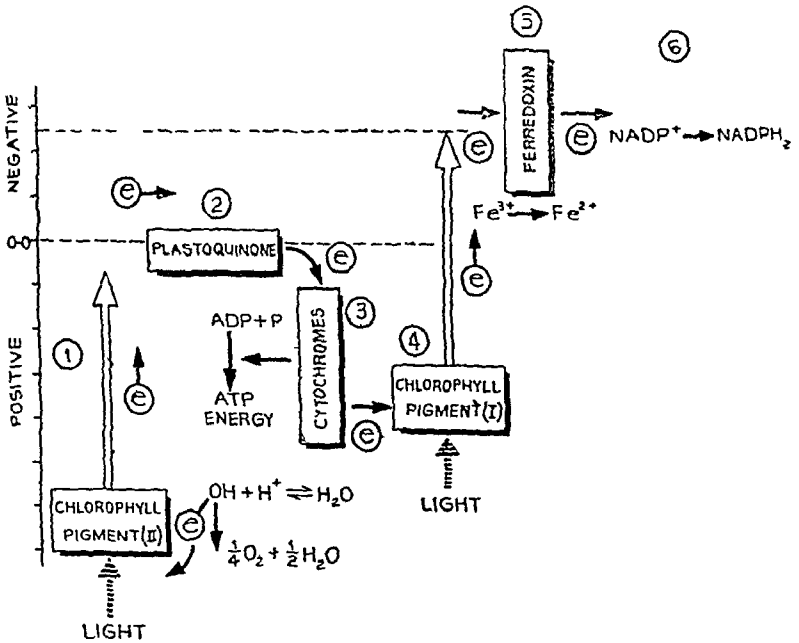 5
6
NEGATIVE
FERREDOXIN
e
e
NADP⁺ → NADPH₂
e
2
Fe³⁺ → Fe²⁺
0-0
PLASTOQUINONE
e
e
1
3
4
ADP+P
POSITIVE
e
CYTOCHROMES
CHLOROPHYLL
PIGMENT (I)
ATP
ENERGY
e
LIGHT
CHLOROPHYLL
PIGMENT (II)
e
OH + H⁺ ⇌ H₂O
¼O₂ + ½H₂O
LIGHT